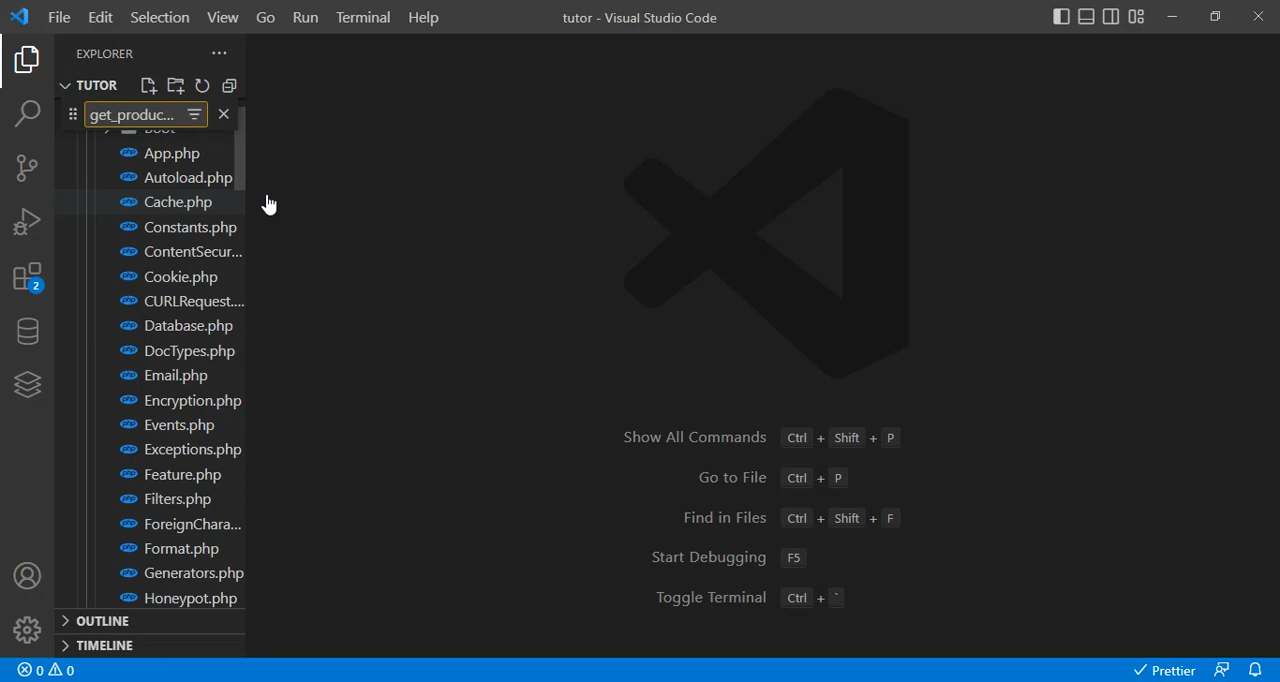 File Edit Selection View Go Run Terminal Help
tutor - Visual Studio Code
EXPLORER
TUTOR
get_produc...
boot
App.php
Autoload.php
Cache.php
Constants.php
ContentSecur...
Cookie.php
CURLRequest....
Database.php
DocTypes.php
Email.php
Encryption.php
Events.php
Exceptions.php
Feature.php
Filters.php
ForeignChara...
Format.php
Generators.php
Honeypot.php
OUTLINE
TIMELINE
2
Show All Commands Ctrl + Shift + P
Go to File Ctrl + P
Find in Files Ctrl + Shift + F
Start Debugging F5
Toggle Terminal Ctrl + `
0 0
Prettier